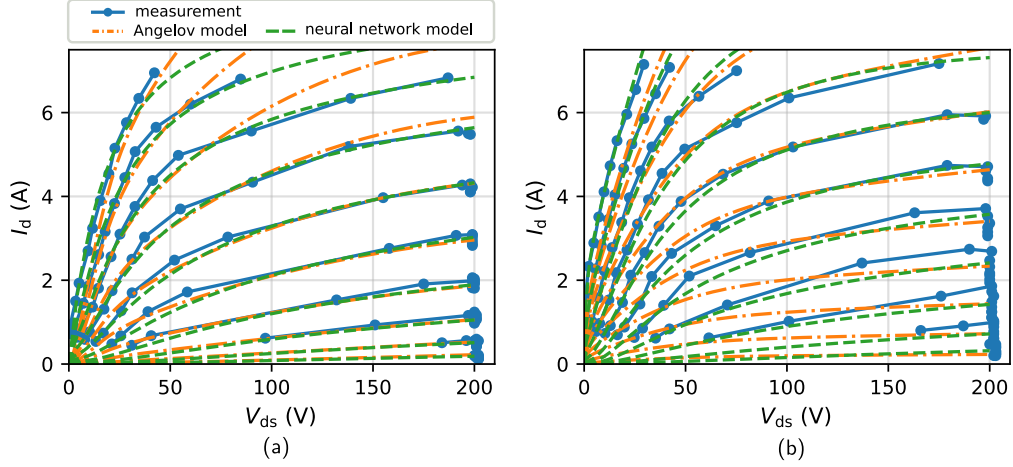 measurement
Angelov model
neural network model
6
4
2
0
I_d (A)
0 50 100 150 200
V_ds (V)
(a)
6
4
2
0
I_d (A)
0 50 100 150 200
V_ds (V)
(b)